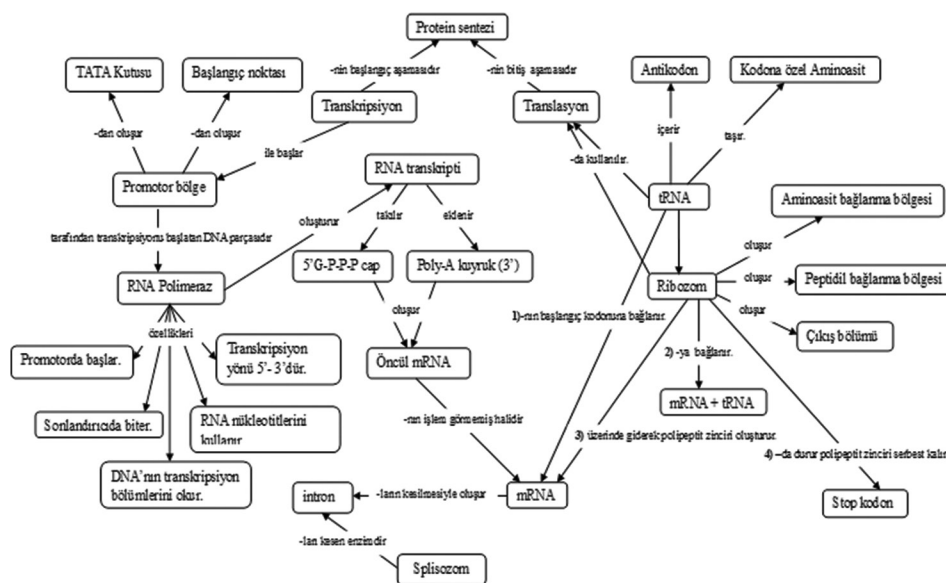 Protein sentezi
-nin başlangıç aşamasıdır
-nin bitiş aşamasıdır
TATA Kutusu
Başlangıç noktası
Antikodon
Kodona özel Aminoasit
Transkripsiyon
Translasyon
-dan oluşur
-dan oluşur
içerir
taşır.
ile başlar
-da kullanılır.
RNA transkripti
Promotor bölge
tRNA
Aminoasit bağlanma bölgesi
takılır
eklenir
oluşturur
tarafından transkripsiyonu başlatan DNA parçasıdır
oluşur
5'G-P-P-P cap
Poly-A kuyruk (3')
RNA Polimeraz
Ribozom
oluşur
Peptidil bağlanma bölgesi
oluşur
oluşur
1)-nın başlangıç kodonuna bağlanır.
özellikleri
Çıkış bölümü
Promotorda başlar.
Transkripsiyon
yönü 5'- 3'dür.
Öncül mRNA
2) -ya bağlanır.
mRNA + tRNA
Sonlandırıcıda biter.
RNA nükleotitlerini
kullanır
-nın işlem görmemiş halidir
3) üzerinde giderek polipeptit zinciri oluşturur.
4) –da durur polipeptit zinciri serbest kalır
DNA'nın transkripsiyon
bölümlerini okur.
intron
-ların kesilmesiyle oluşur
mRNA
Stop kodon
-ları kesen enzimdir
Splisozom